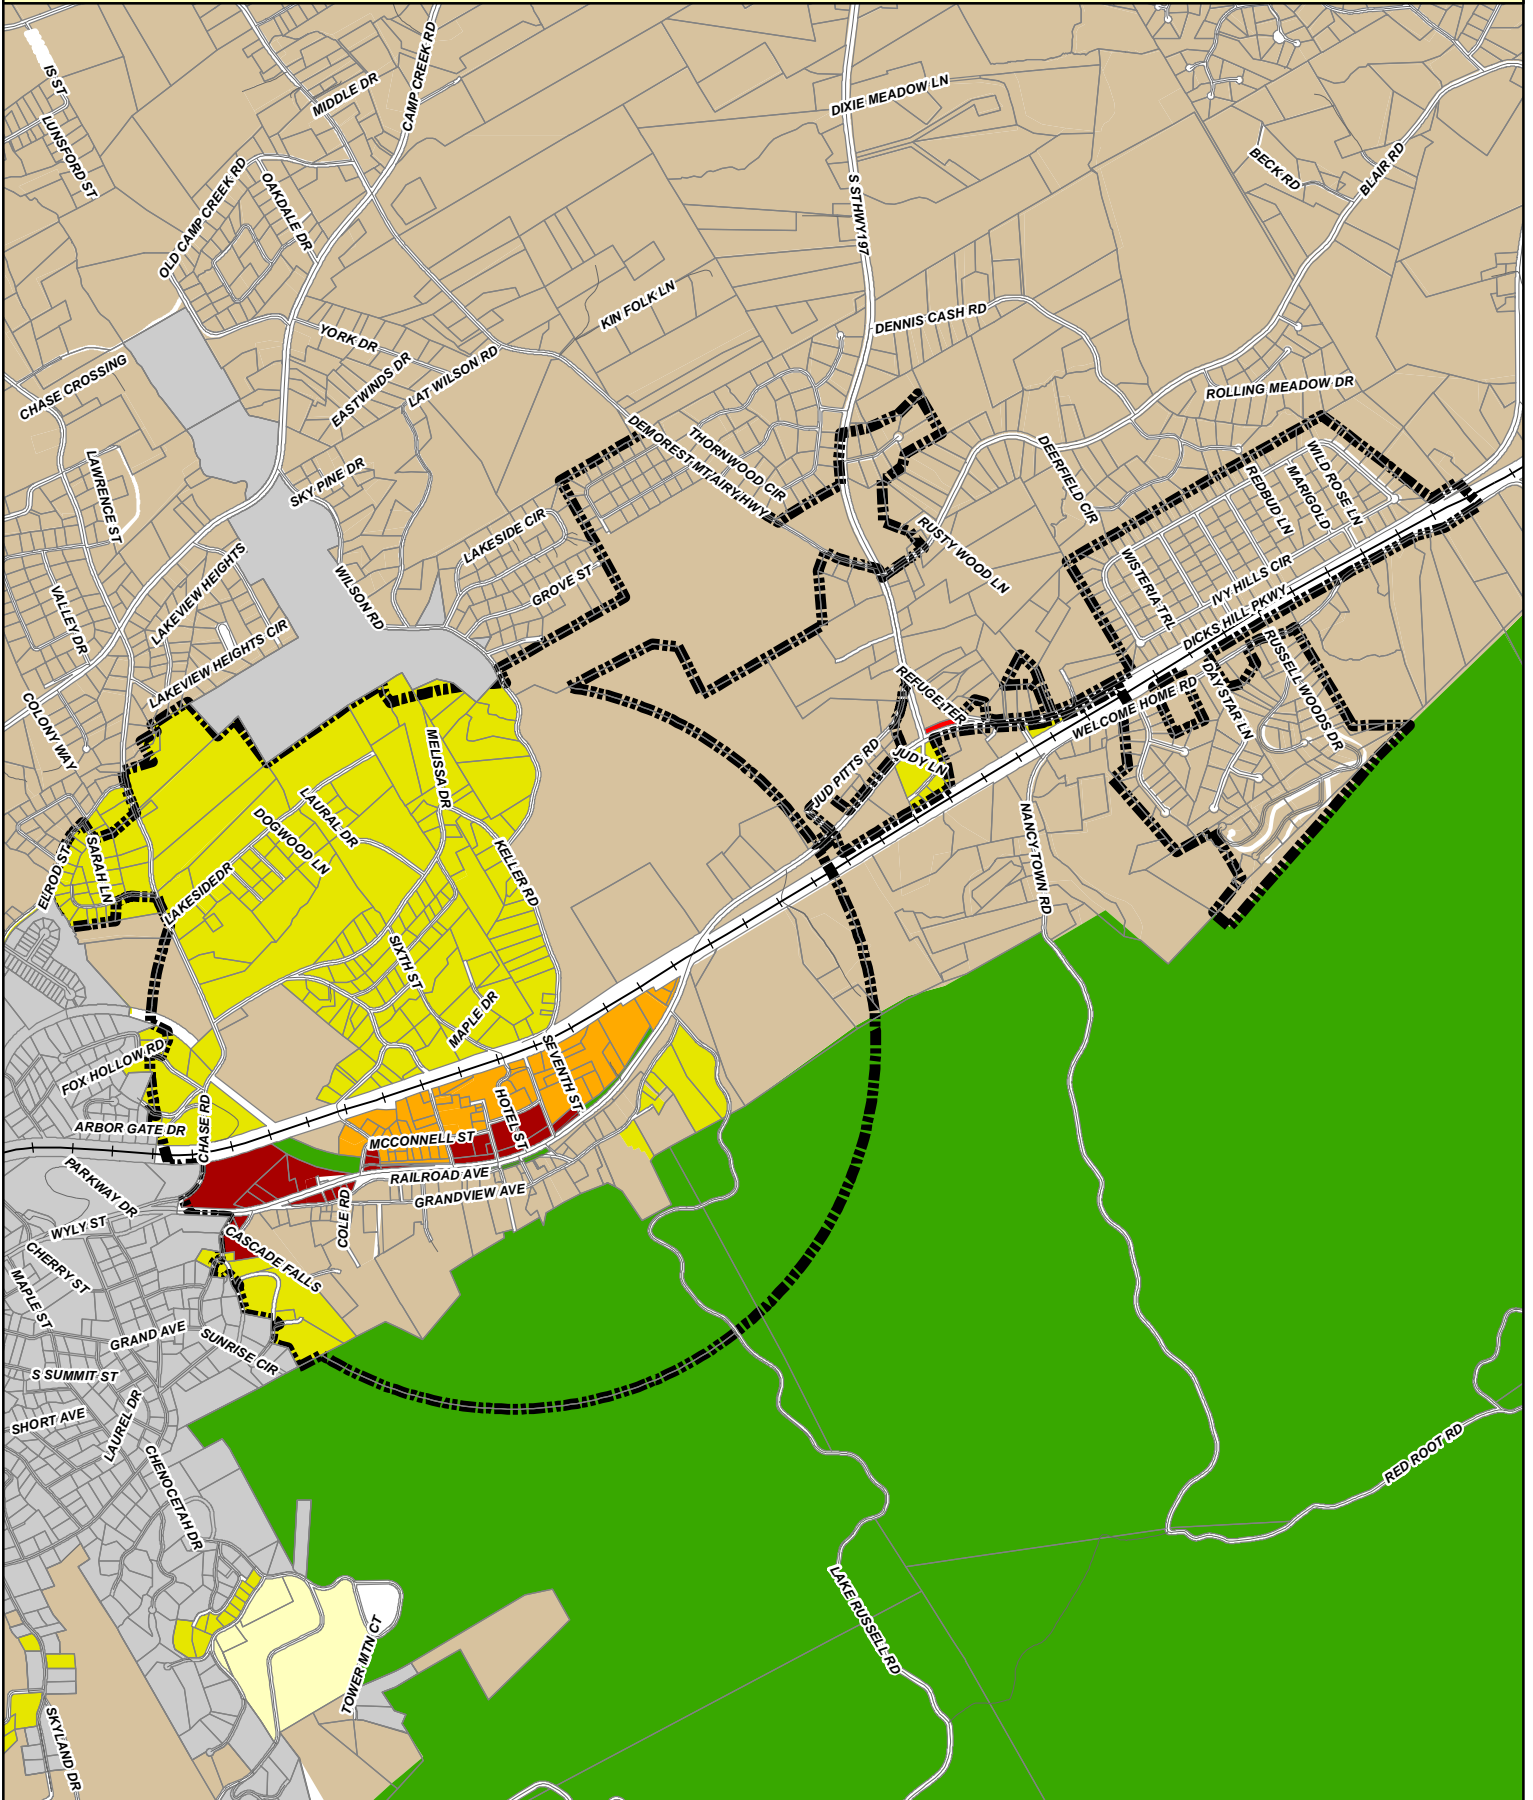 IS ST
LUNSFORD ST
MIDDLE DR
CAMP CREEK RD
DIXIE MEADOW LN
OLD CAMP CREEK RD
OAKDALE DR
S ST HWY 197
BECK RD
BLAIR RD
KIN FOLK LN
DENNIS CASH RD
CHASE CROSSING
YORK DR
EASTWINDS DR
LAT WILSON RD
ROLLING MEADOW DR
DEMOREST MT AIRY HWY
THORNWOOD CIR
DEERFIELD CIR
REDBUD LN
MARIGOLD
WILD ROSE LN
LAWRENCE ST
SKY PINE DR
LAKESIDE CIR
GROVE ST
WILSON RD
RUSTY WOOD LN
WISTERIA TRL
IVY HILLS CIR
DICKS HILL PKWY
VALLEY DR
LAKEVIEW HEIGHTS
LAKEVIEW HEIGHTS CIR
COLONY WAY
REFUGE TER
WELCOME HOME RD
DAY STAR LN
RUSSELL WOODS DR
MELISSA DR
JUD PITTS RD
JUDY LN
LAURAL DR
DOGWOOD LN
KELLER RD
NANCY TOWN RD
ELROD ST
SARAH LN
LAKESIDE DR
SIXTH ST
MAPLE DR
SEVENTH ST
FOX HOLLOW RD
ARBOR GATE DR
CHASE RD
HOTEL ST
MCCONNELL ST
RAILROAD AVE
GRANDVIEW AVE
COLE RD
PARKWAY DR
WYLY ST
CHERRY ST
CASCADE FALLS
MAPLE ST
GRAND AVE
SUNRISE CIR
S SUMMIT ST
SHORT AVE
LAUREL DR
CHENOCETAH DR
RED ROOT RD
LAKE RUSSELL RD
TOWER MTN CT
SKYLAND DR